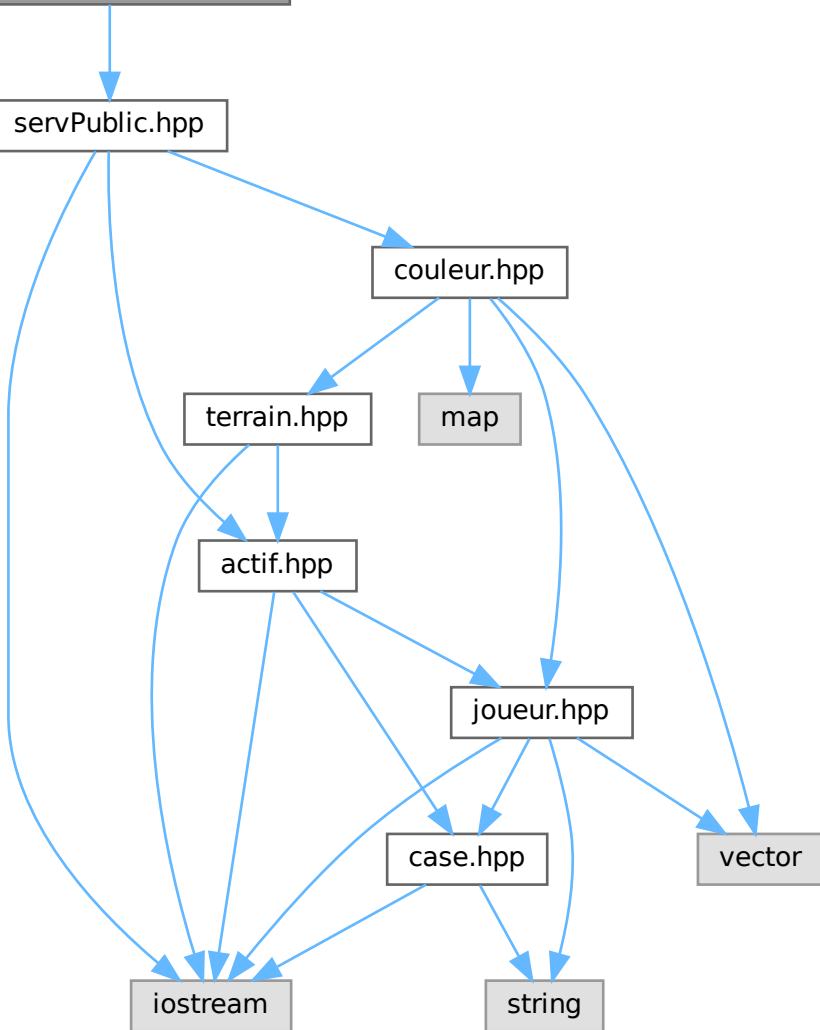 servPublic.hpp
couleur.hpp
terrain.hpp
map
actif.hpp
joueur.hpp
case.hpp
vector
iostream
string